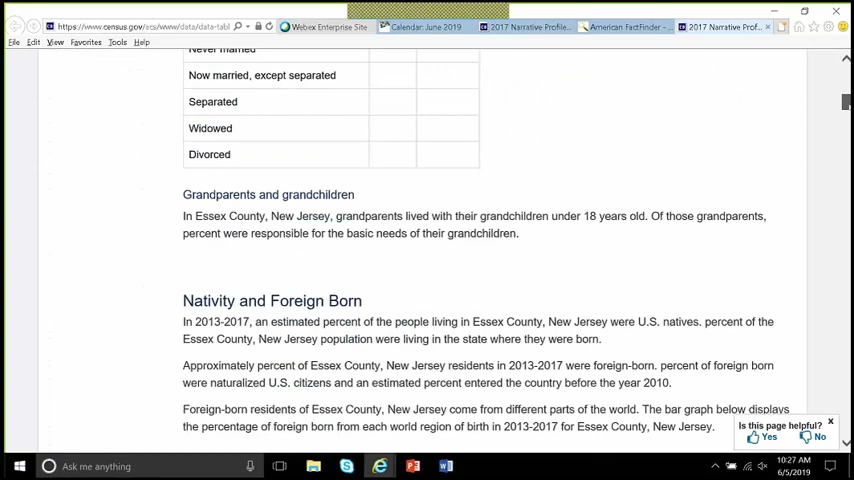 https://www.census.gov/acs/www/data/data-tabl
Webex Enterprise Site
Calendar: June 2019
2017 Narrative Profile...
American FactFinder - ...
2017 Narrative Prof...
File Edit View Favorites Tools Help
Never married
Now married, except separated
Separated
Widowed
Divorced
Grandparents and grandchildren
In Essex County, New Jersey, grandparents lived with their grandchildren under 18 years old. Of those grandparents,
percent were responsible for the basic needs of their grandchildren.
Nativity and Foreign Born
In 2013-2017, an estimated percent of the people living in Essex County, New Jersey were U.S. natives. percent of the
Essex County, New Jersey population were living in the state where they were born.
Approximately percent of Essex County, New Jersey residents in 2013-2017 were foreign-born. percent of foreign born
were naturalized U.S. citizens and an estimated percent entered the country before the year 2010.
Foreign-born residents of Essex County, New Jersey come from different parts of the world. The bar graph below displays
the percentage of foreign born from each world region of birth in 2013-2017 for Essex County, New Jersey.
Is this page helpful?
X
Yes No
Ask me anything
10:27 AM
6/5/2019